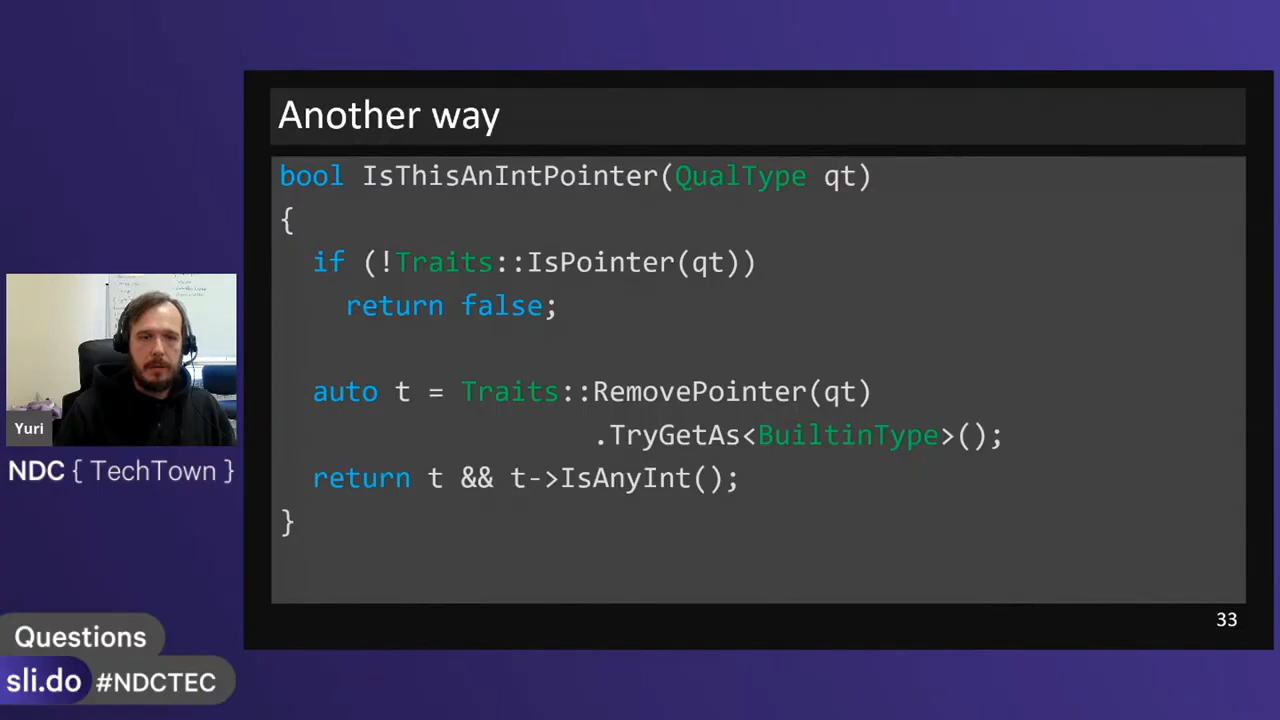 Another way
bool IsThisAnIntPointer(QualType qt)
{
if (!Traits::IsPointer(qt))
return false;
auto t = Traits::RemovePointer(qt)
.TryGetAs<BuiltinType>();
return t && t->IsAnyInt();
}
33
Yuri
NDC { TechTown }
Questions
sli.do #NDCTEC